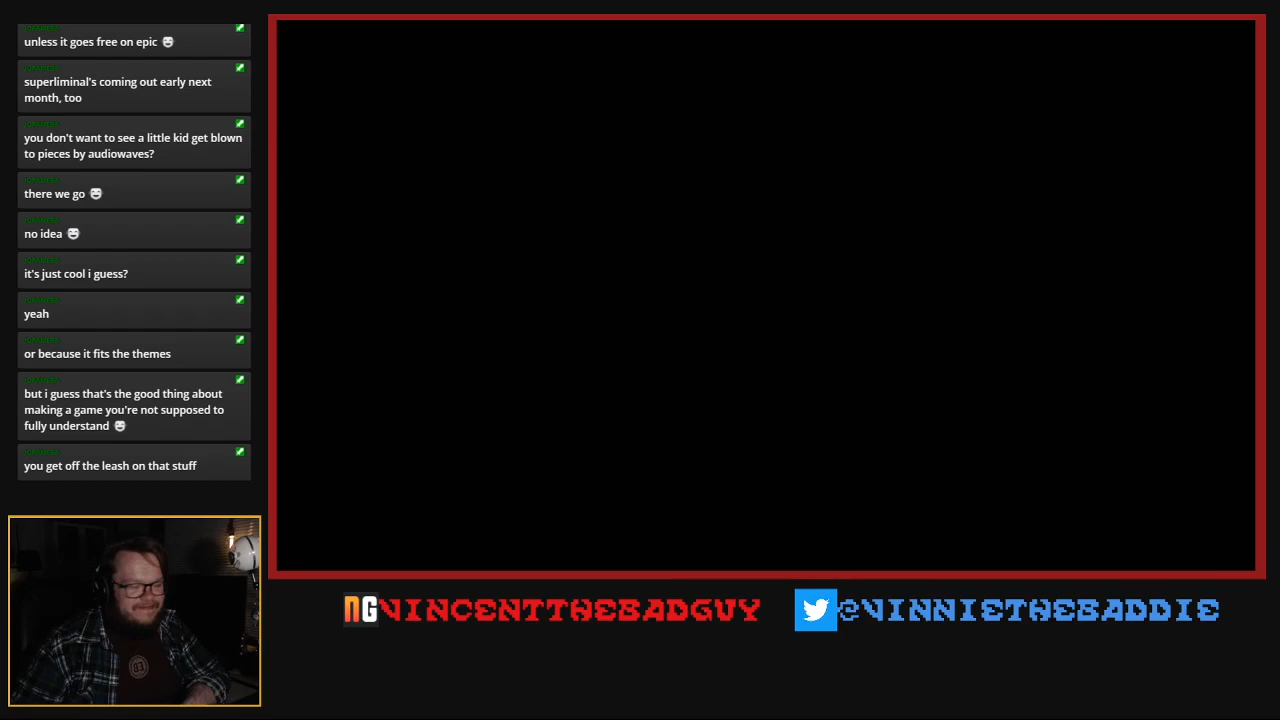 unless it goes free on epic
superliminal's coming out early next
month, too
you don't want to see a little kid get blown
to pieces by audiowaves?
there we go
no idea
it's just cool i guess?
yeah
or because it fits the themes
but i guess that's the good thing about
making a game you're not supposed to
fully understand
you get off the leash on that stuff
NG VINCENTTHEBADGUY
@VINNIETHEBADDIE